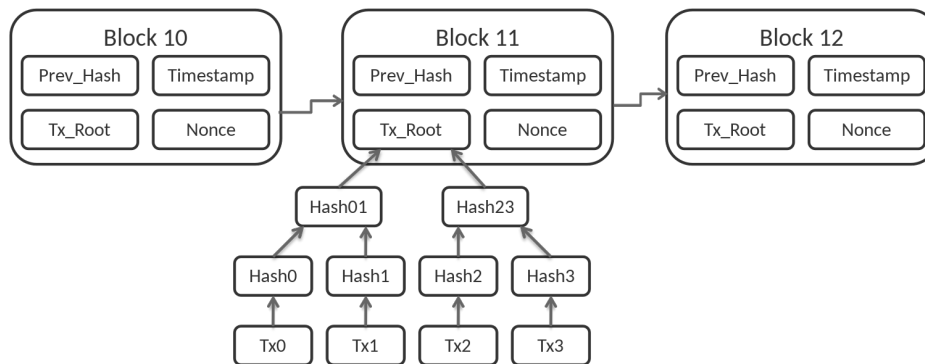 Block 10 Block 11 Block 12
Prev_Hash Timestamp Prev_Hash Timestamp Prev_Hash Timestamp
Tx_Root Nonce Tx_Root Nonce Tx_Root Nonce
Hash01 Hash23
Hash0 Hash1 Hash2 Hash3
Tx0 Tx1 Tx2 Tx3